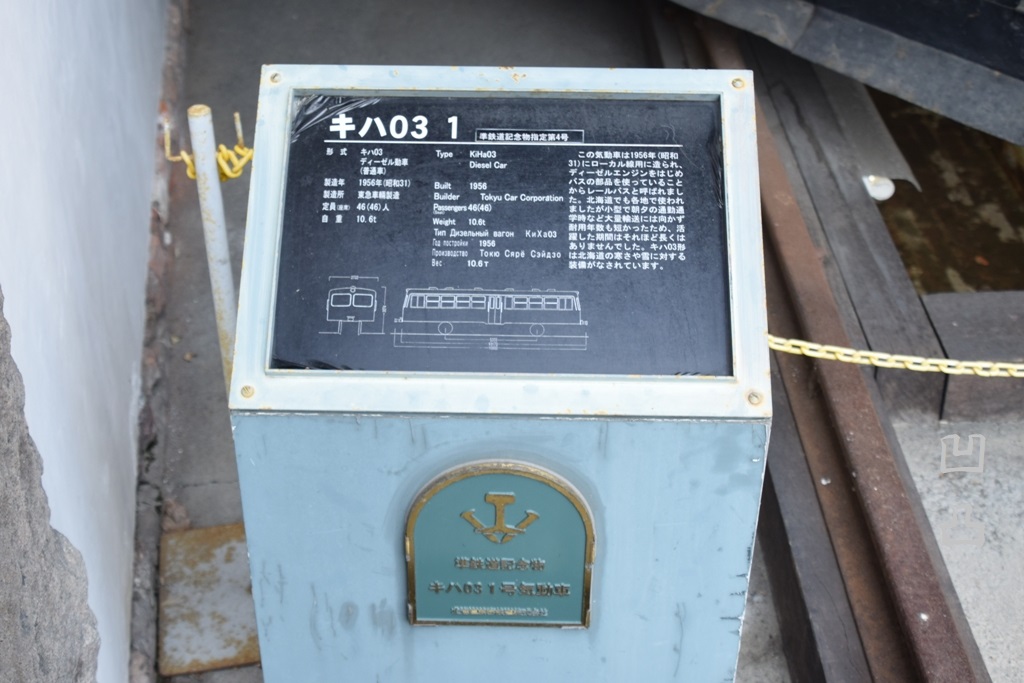 キハ03 1
準鉄道記念物指定第4号
形 式 キハ03
ディーゼル動車
(普通車)
製造年 1956年(昭和31)
製造所 東急車輌製造
定員(座席) 46(46)人
自 重 10.6t
Type KiHa03
Diesel Car
Built 1956
Builder Tokyu Car Corporation
Passengers 46(46)
Weight 10.6t
Тип Дизельный вагон КиХа03
Год постройки 1956
Производство Токю Сярё Сэйдзо
Вес 10.6т
この気動車は1956年(昭和
31)にローカル線用に造られ、
ディーゼルエンジンをはじめ
バスの部品を使っていること
からレールバスと呼ばれまし
た。北海道でも各地で使われ
ましたが小型で朝夕の通勤通
学時など大量輸送には向かず
耐用年数も短かったため、活
躍した期間はそれほど長くは
ありませんでした。キハ03形
は北海道の寒さや雪に対する
装備がなされています。
準鉄道記念物
キハ03 1号気動車